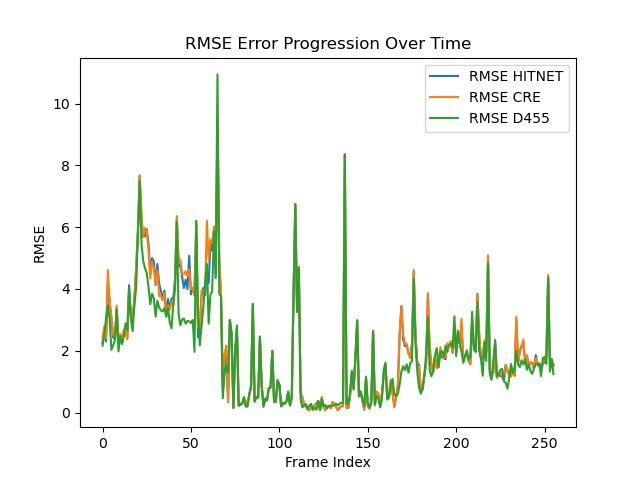 RMSE Error Progression Over Time
RMSE HITNET
RMSE CRE
RMSE D455
RMSE
10
8
6
4
2
0
0 50 100 150 200 250
Frame Index